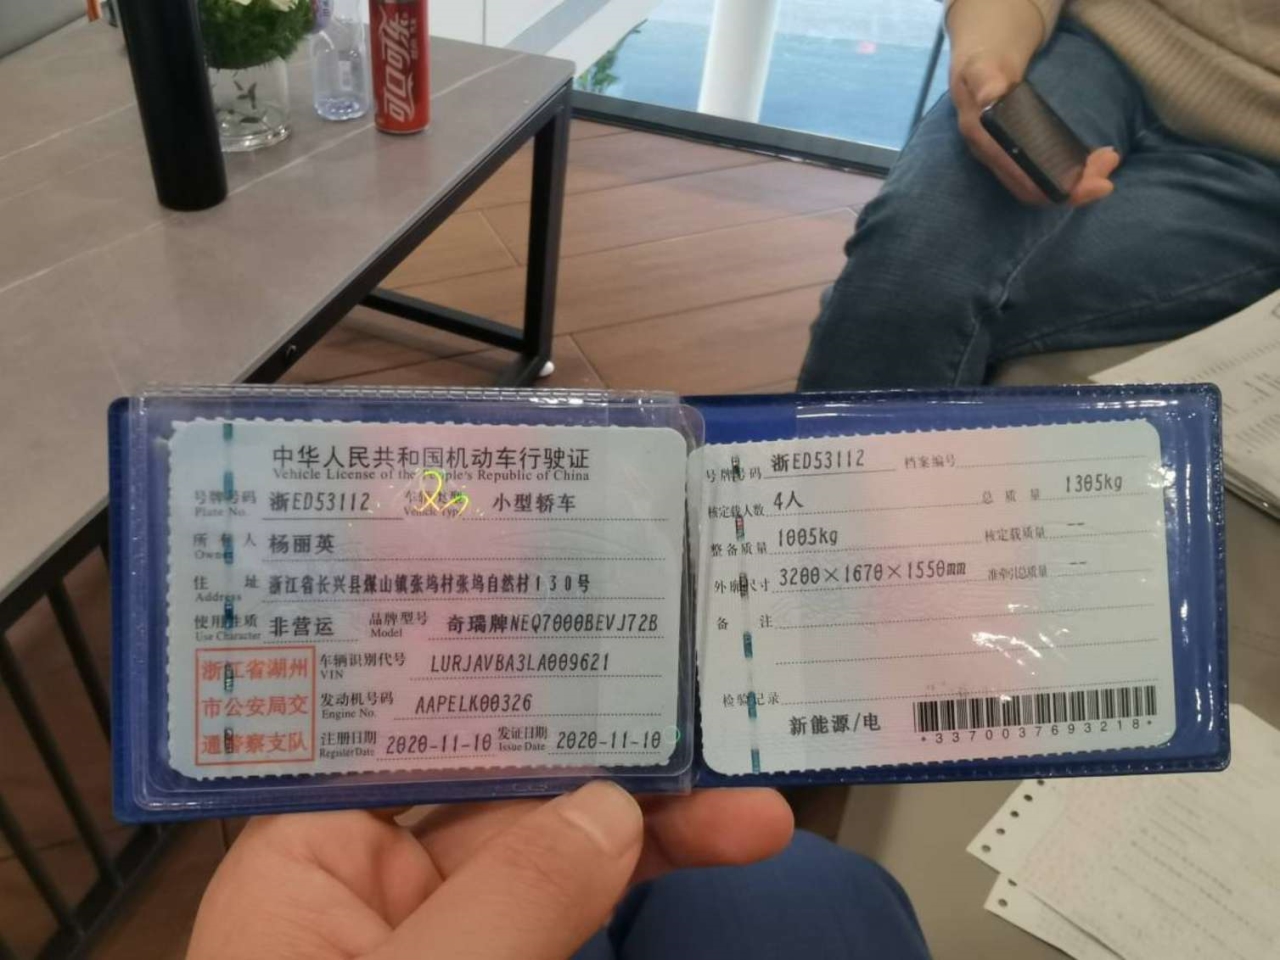 可口可乐
中华人民共和国机动车行驶证
Vehicle License of the People's Republic of China
号牌号码 浙ED53112 车辆类型 小型轿车
Plate No. Vehicle Type
所有人 杨丽英
Owner
住址 浙江省长兴县煤山镇张坞村张坞自然村130号
Address
使用性质 非营运 品牌型号 奇瑞牌NEQ7000BEVJ72B
Use Character Model
浙江省湖州
市公安局交
通警察支队
车辆识别代号 LURJAVBA3LA009621
VIN
发动机号码 AAPELK00326
Engine No.
注册日期 2020-11-10 发证日期 2020-11-10
Register Date Issue Date
号牌号码 浙ED53112 档案编号
核定载人数 4人 总质量 1305kg
整备质量 1005kg 核定载质量 --
外廓尺寸 3200×1670×1550mm 准牵引总质量 --
备注
检验记录
新能源/电
*3370037693218*